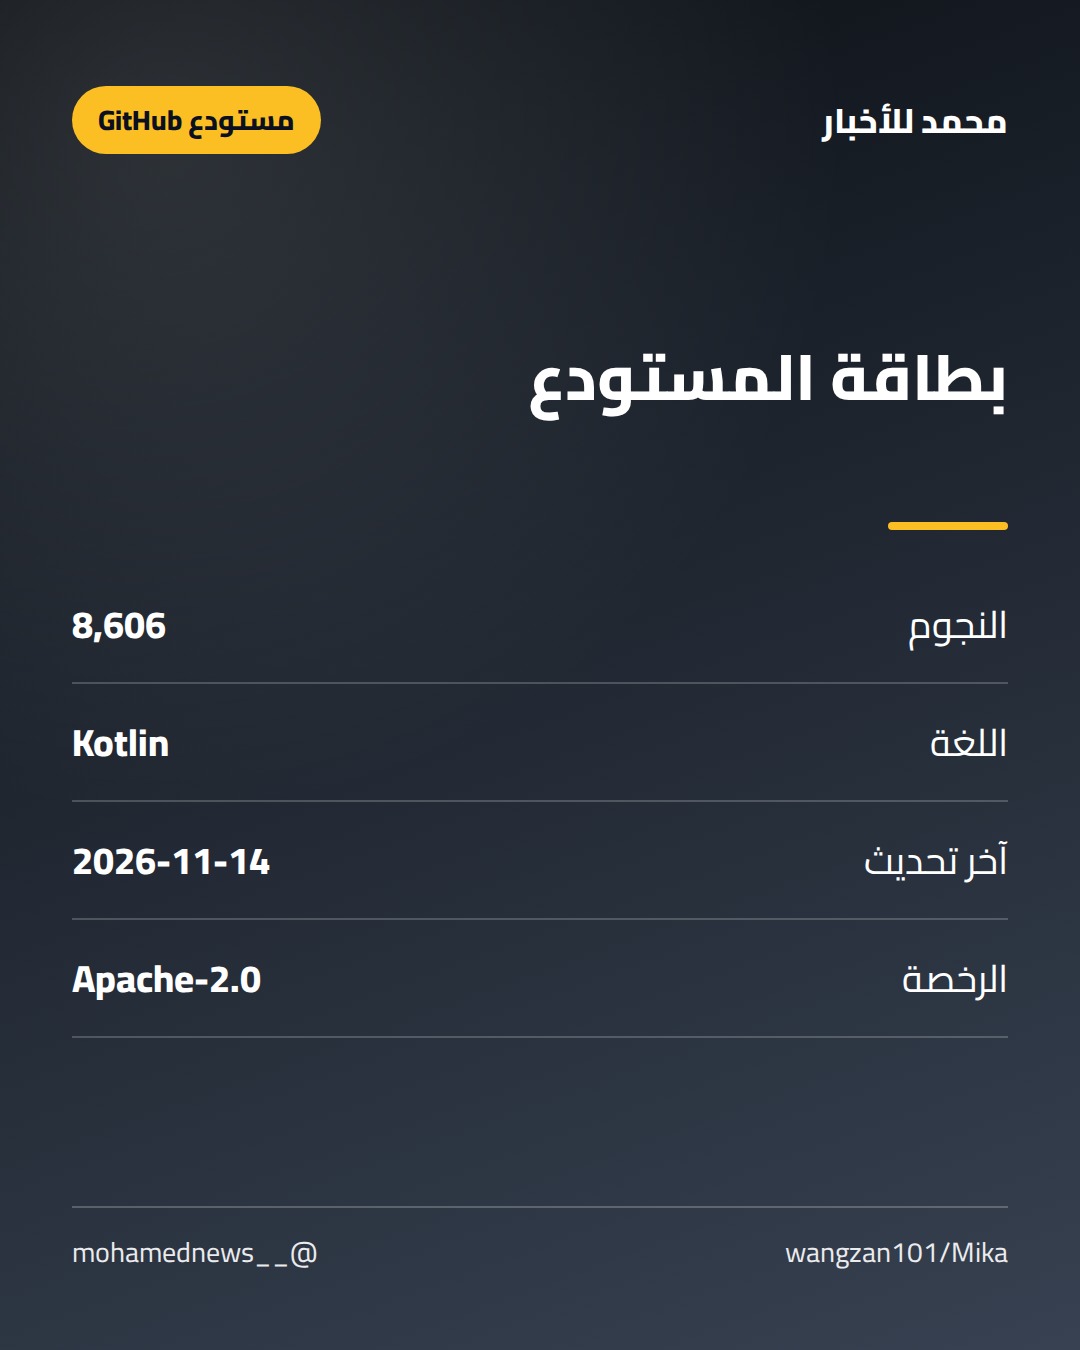 محمد للأخبار
مستودع GitHub
بطاقة المستودع
النجوم 8,606
اللغة Kotlin
آخر تحديث 2026-11-14
الرخصة Apache-2.0
wangzan101/Mika
mohamednews__@